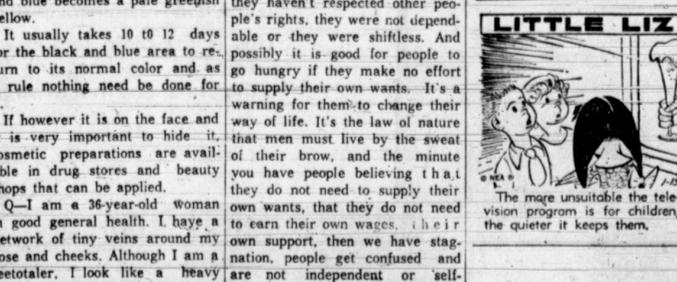 nd blue becomes a pale greenish
ellow.
It usually takes 10 t0 12 days
or the black and blue area to re-
urn to its normal color and as
rule nothing need be done for
If however it is on the face and
is very important to hide it,
osmetic preparations are avail-
ble in drug stores and beauty
hops that can be applied.
Q—I am a 36-year-old woman
good general health. I have a
etwork of tiny veins around my
ose and cheeks. Although I am a
eetotaler, I look like a heavy
they haven't respected other peo-
ple's rights, they were not depend-
able or they were shiftless. And
possibly it is good for people to
go hungry if they make no effort
to supply their own wants. It's a
warning for them to change their
way of life. It's the law of nature
that men must live by the sweat
of their brow, and the minute
you have people believing that
they do not need to supply their
own wants, that they do not need
to earn their own wages, their
own support, then we have stag-
nation, people get confused and
are not independent or self-
LITTLE LIZ
© NEA ®
1-15
The more unsuitable the tele-
vision program is for children,
the quieter it keeps them.